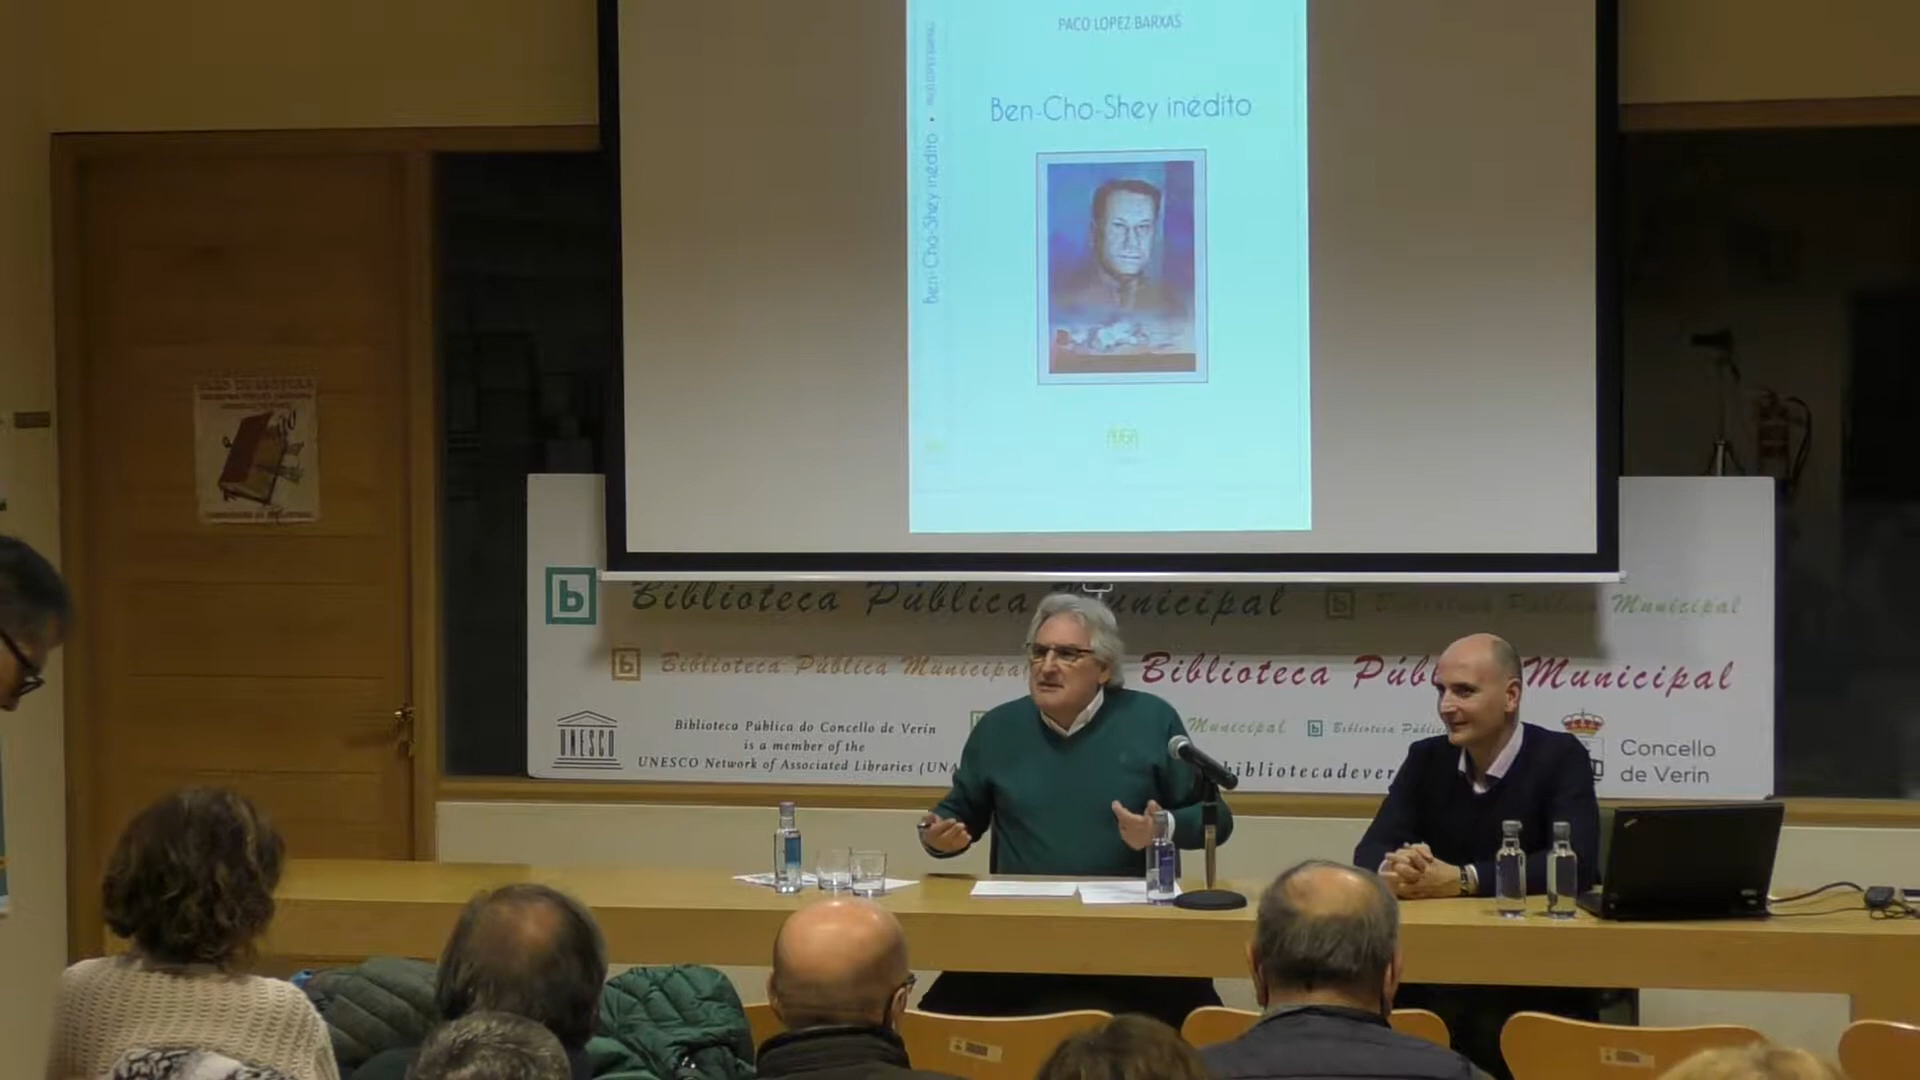 PACO LOPEZ BARXAS
Ben-Cho-Shey inédito
Ben-Cho-Shey inédito •
Biblioteca Pública Municipal
Biblioteca Pública Municipal
Biblioteca Pública Municipal
Biblioteca Púb Municipal
UNESCO
Biblioteca Pública do Concello de Verín
is a member of the
UNESCO Network of Associated Libraries (UNA
Municipal
Biblioteca Públic
bibliotecadever
Concello
de Verín